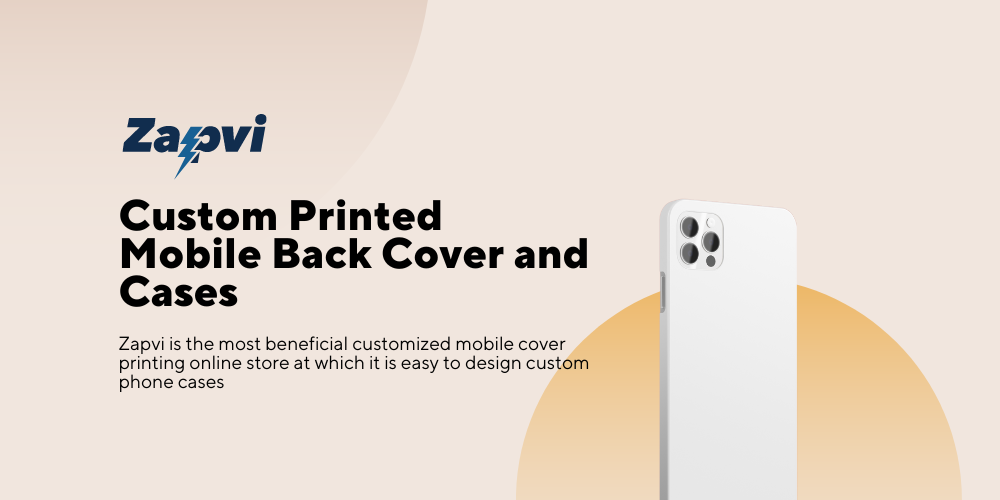 Zapvi
Custom Printed
Mobile Back Cover and
Cases
Zapvi is the most beneficial customized mobile cover
printing online store at which it is easy to design custom
phone cases